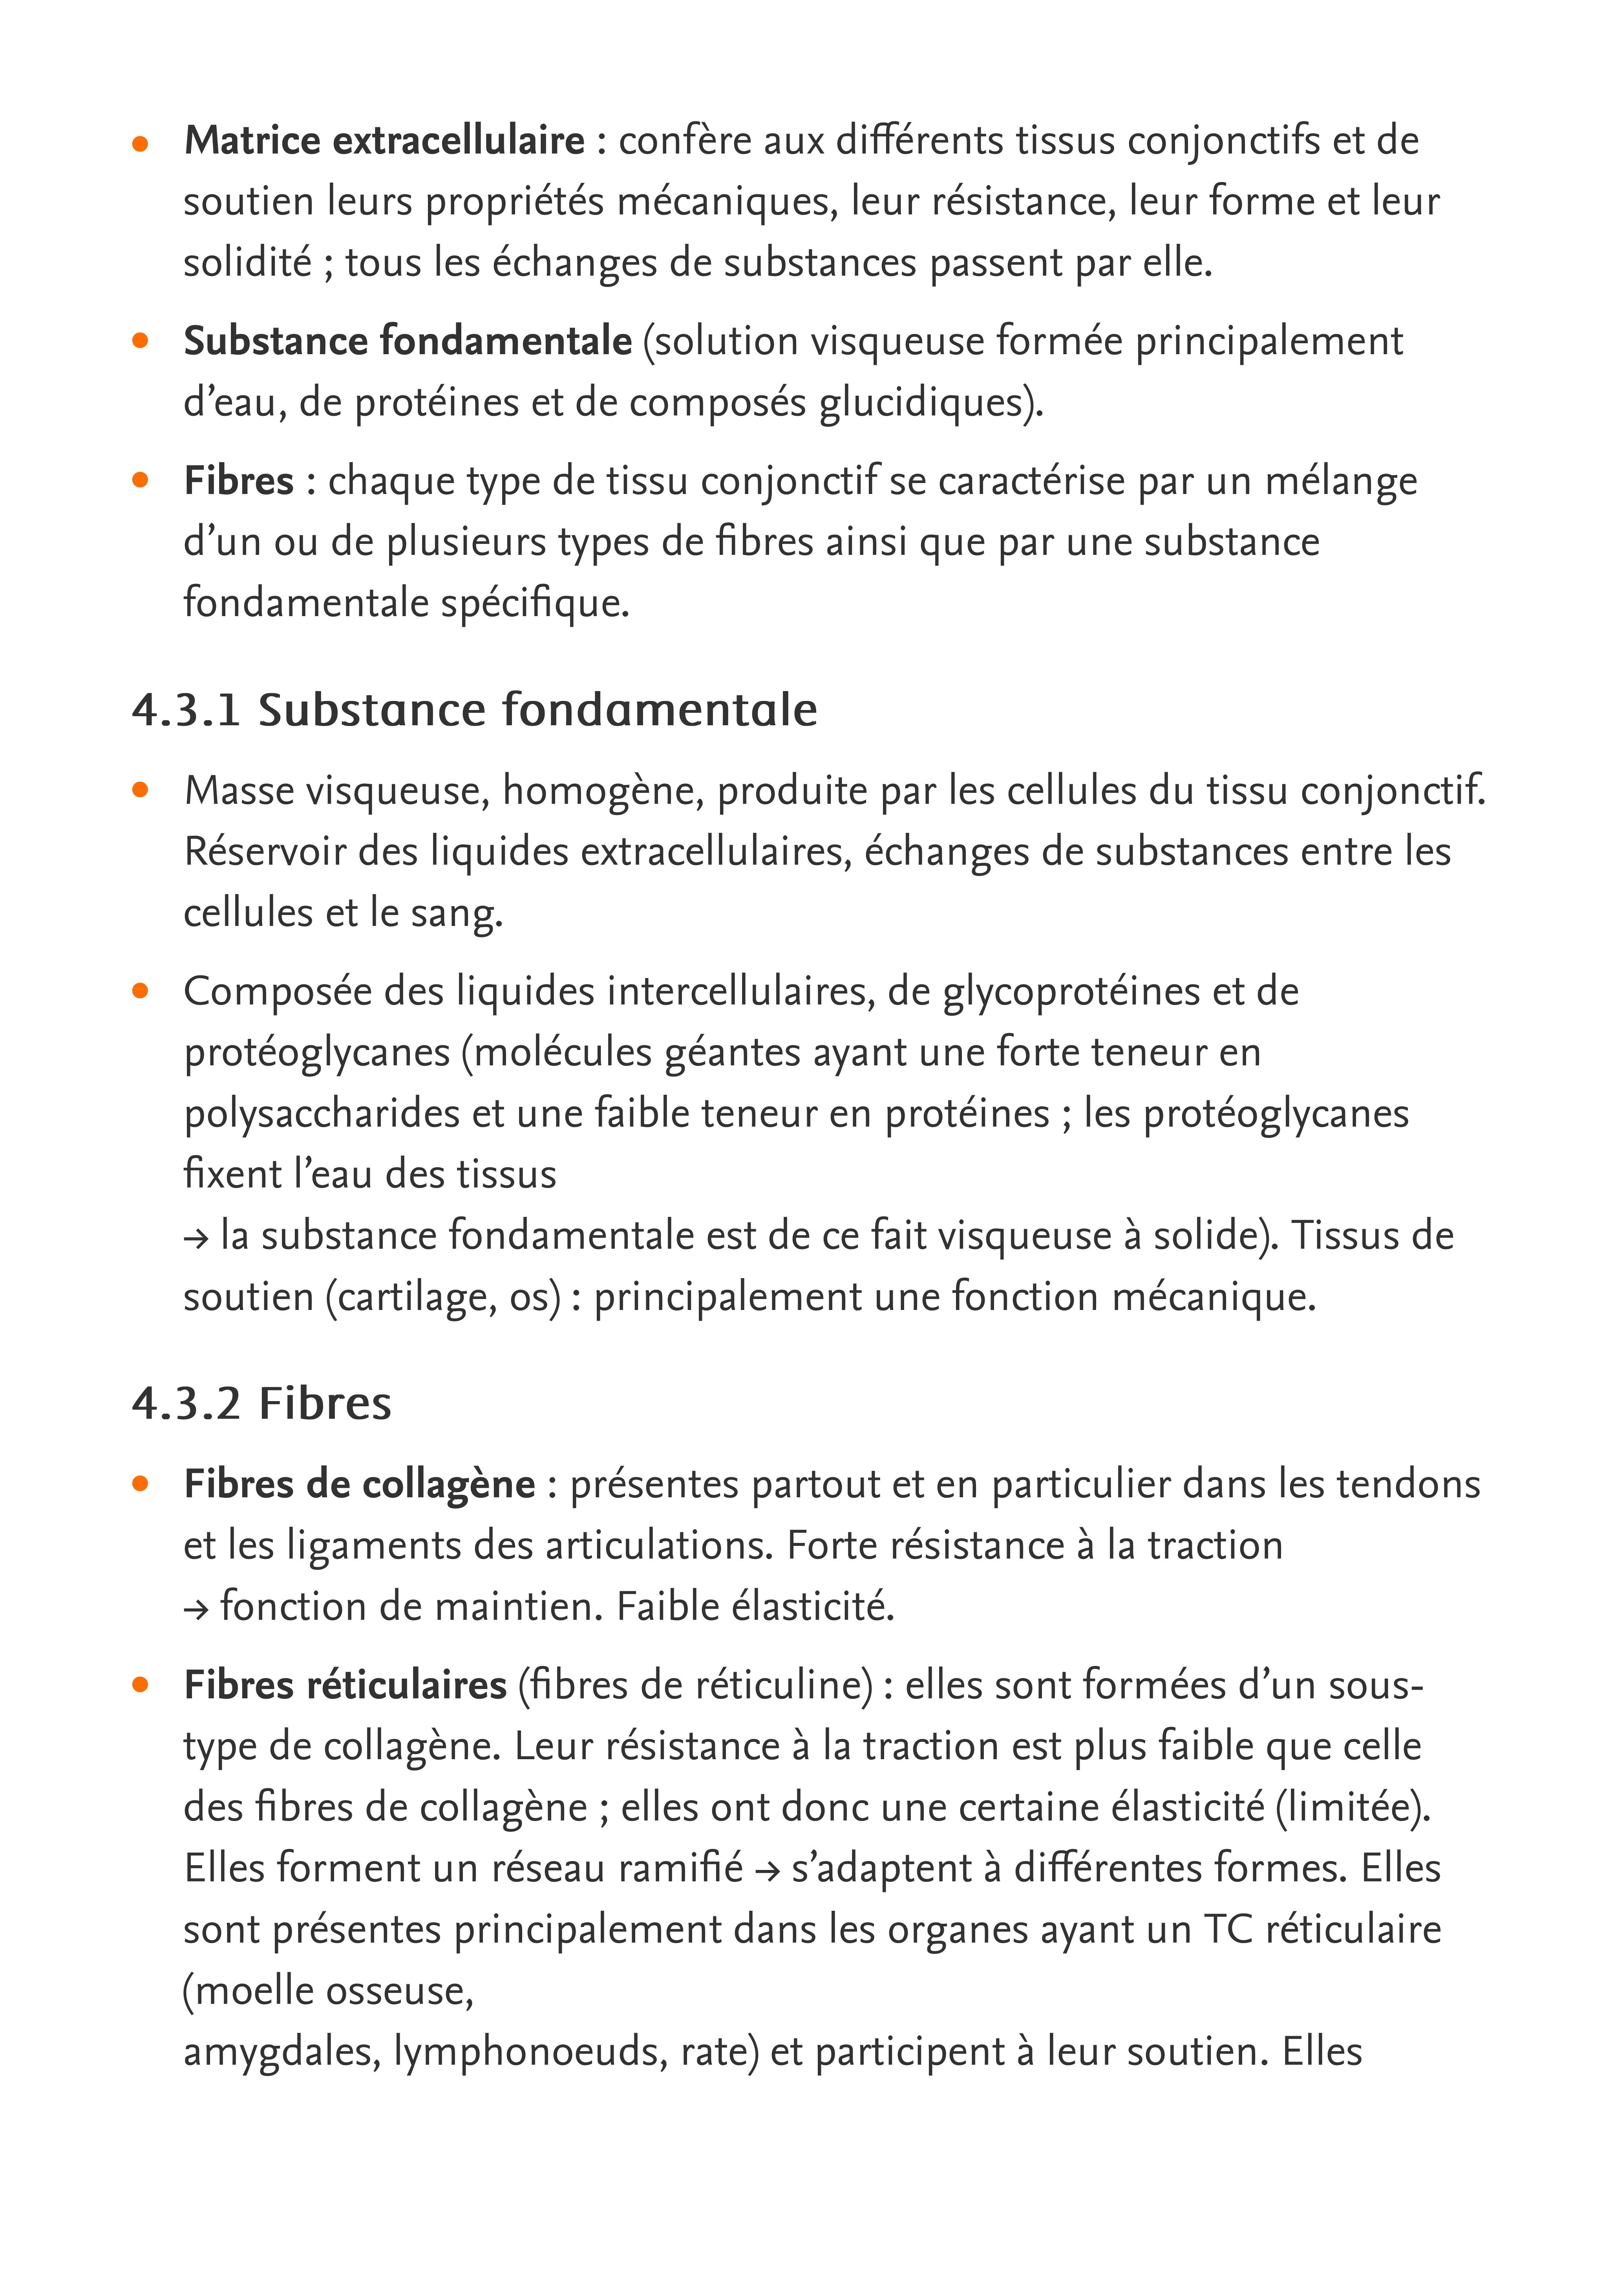 • Matrice extracellulaire : confère aux différents tissus conjonctifs et de
soutien leurs propriétés mécaniques, leur résistance, leur forme et leur
solidité ; tous les échanges de substances passent par elle.
• Substance fondamentale (solution visqueuse formée principalement
d’eau, de protéines et de composés glucidiques).
• Fibres : chaque type de tissu conjonctif se caractérise par un mélange
d’un ou de plusieurs types de fibres ainsi que par une substance
fondamentale spécifique.
4.3.1 Substance fondamentale
• Masse visqueuse, homogène, produite par les cellules du tissu conjonctif.
Réservoir des liquides extracellulaires, échanges de substances entre les
cellules et le sang.
• Composée des liquides intercellulaires, de glycoprotéines et de
protéoglycanes (molécules géantes ayant une forte teneur en
polysaccharides et une faible teneur en protéines ; les protéoglycanes
fixent l’eau des tissus
→ la substance fondamentale est de ce fait visqueuse à solide). Tissus de
soutien (cartilage, os) : principalement une fonction mécanique.
4.3.2 Fibres
• Fibres de collagène : présentes partout et en particulier dans les tendons
et les ligaments des articulations. Forte résistance à la traction
→ fonction de maintien. Faible élasticité.
• Fibres réticulaires (fibres de réticuline) : elles sont formées d’un sous-
type de collagène. Leur résistance à la traction est plus faible que celle
des fibres de collagène ; elles ont donc une certaine élasticité (limitée).
Elles forment un réseau ramifié → s’adaptent à différentes formes. Elles
sont présentes principalement dans les organes ayant un TC réticulaire
(moelle osseuse,
amygdales, lymphonoeuds, rate) et participent à leur soutien. Elles